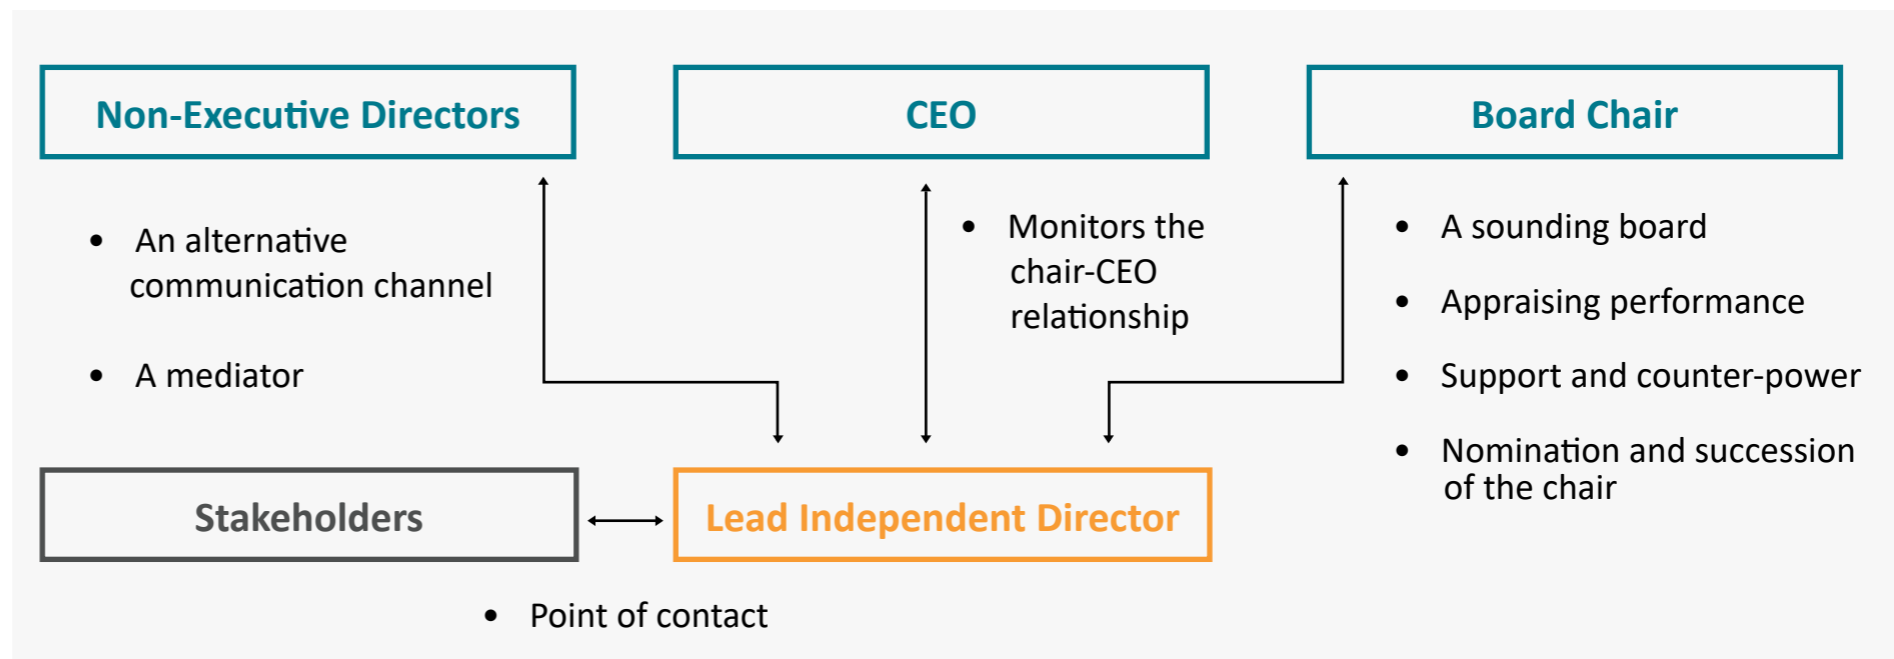 Non-Executive Directors
CEO
Board Chair
• An alternative
communication channel
• A mediator
• Monitors the
chair-CEO
relationship
• A sounding board
• Appraising performance
• Support and counter-power
• Nomination and succession
of the chair
Stakeholders
Lead Independent Director
• Point of contact